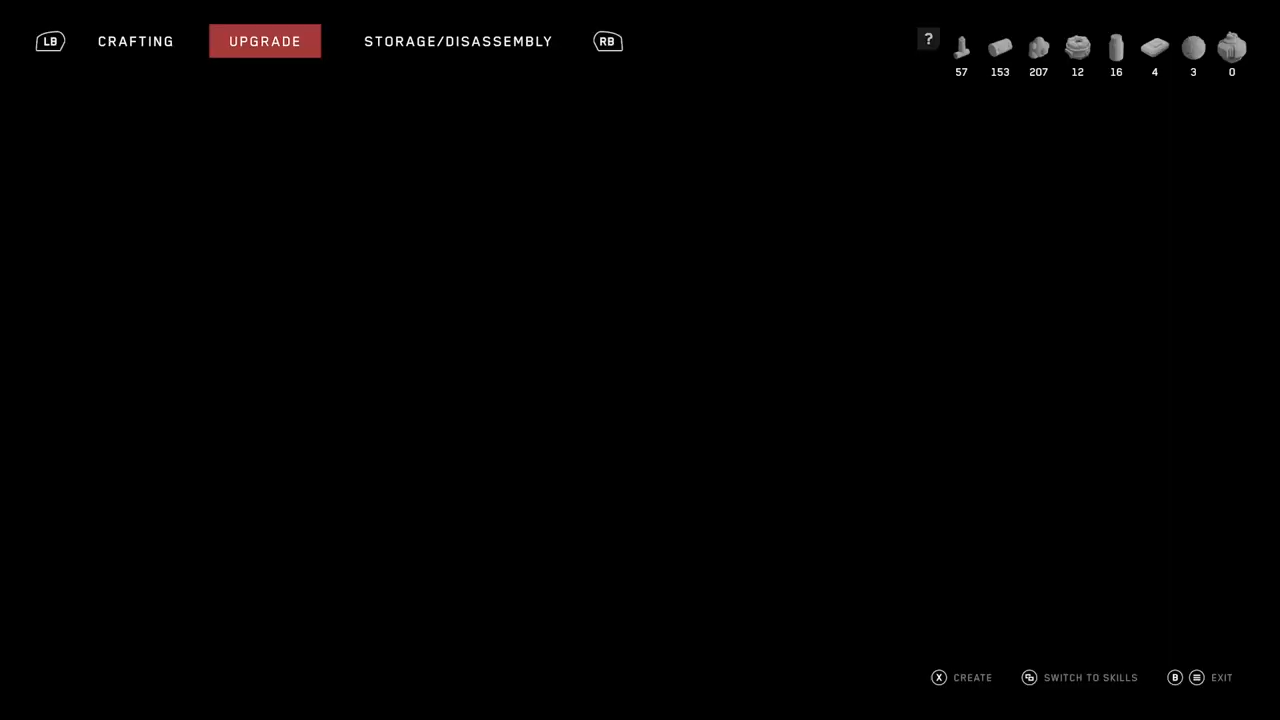 LB CRAFTING UPGRADE STORAGE/DISASSEMBLY RB ?
57 153 207 12 16 4 3 0
X CREATE SWITCH TO SKILLS B EXIT